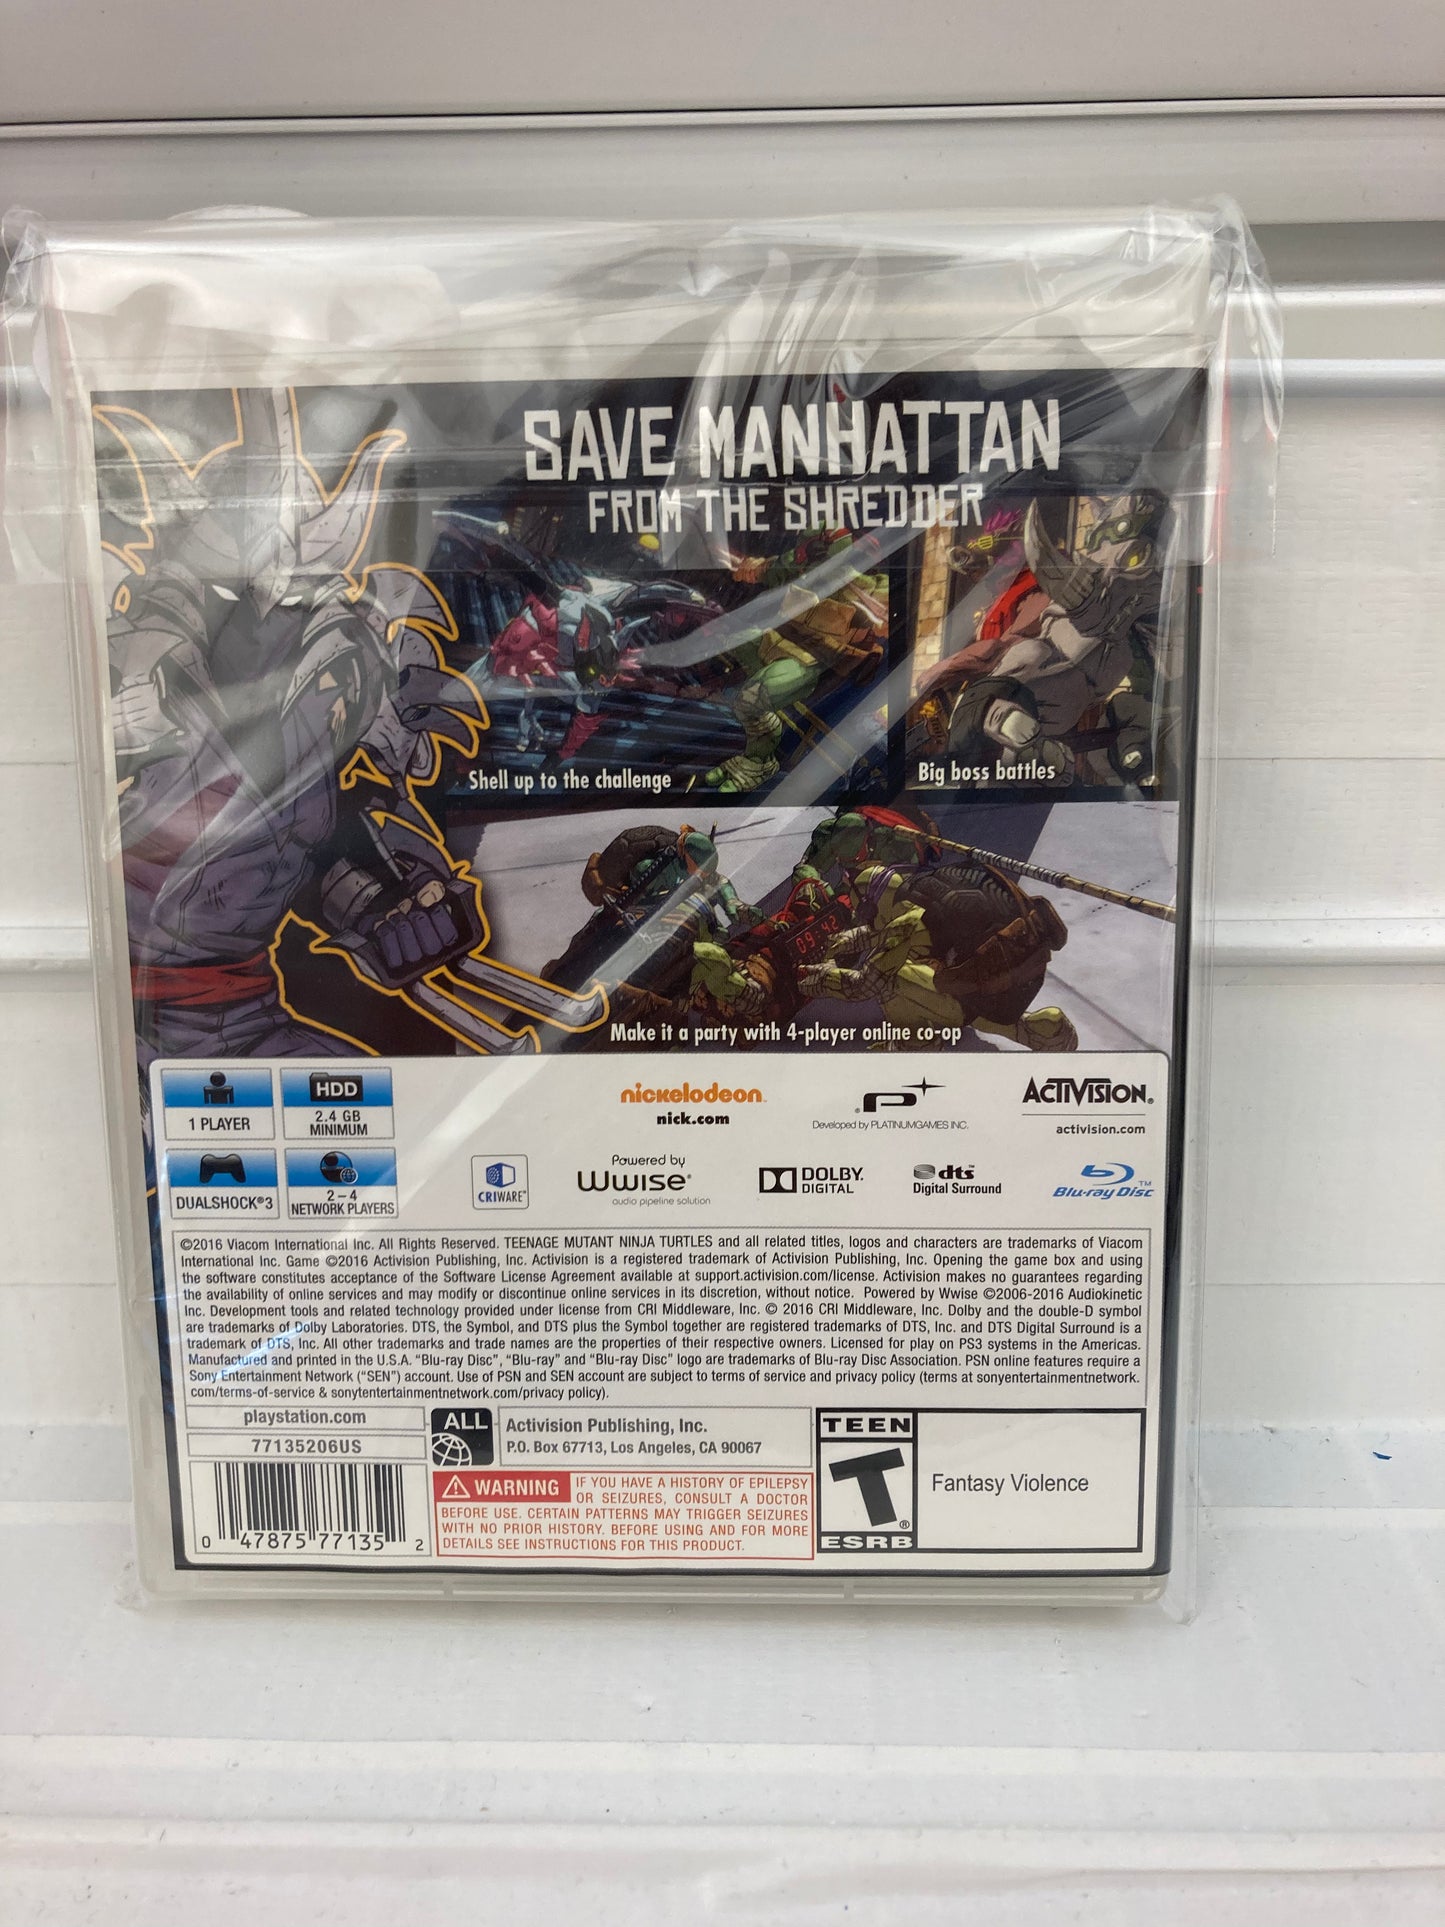 SAVE MANHATTAN
FROM THE SHREDDER
Shell up to the challenge
Big boss battles
09:42
Make it a party with 4-player online co-op
1 PLAYER
HDD
2.4 GB
MINIMUM
DUALSHOCK®3
2 – 4
NETWORK PLAYERS
nickelodeon™
nick.com
Developed by PLATINUMGAMES INC.
ACTIVISION®
activision.com
CRIWARE™
Powered by
Wwise®
audio pipeline solution
DOLBY®
DIGITAL
dts™
Digital Surround
Blu-ray Disc™
©2016 Viacom International Inc. All Rights Reserved. TEENAGE MUTANT NINJA TURTLES and all related titles, logos and characters are trademarks of Viacom
International Inc. Game ©2016 Activision Publishing, Inc. Activision is a registered trademark of Activision Publishing, Inc. Opening the game box and using
the software constitutes acceptance of the Software License Agreement available at support.activision.com/license. Activision makes no guarantees regarding
the availability of online services and may modify or discontinue online services in its discretion, without notice. Powered by Wwise ©2006-2016 Audiokinetic
Inc. Development tools and related technology provided under license from CRI Middleware, Inc. © 2016 CRI Middleware, Inc. Dolby and the double-D symbol
are trademarks of Dolby Laboratories. DTS, the Symbol, and DTS plus the Symbol together are registered trademarks of DTS, Inc. and DTS Digital Surround is a
trademark of DTS, Inc. All other trademarks and trade names are the properties of their respective owners. Licensed for play on PS3 systems in the Americas.
Manufactured and printed in the U.S.A. “Blu-ray Disc”, “Blu-ray” and “Blu-ray Disc” logo are trademarks of Blu-ray Disc Association. PSN online features require a
Sony Entertainment Network (“SEN”) account. Use of PSN and SEN account are subject to terms of service and privacy policy (terms at sonyentertainmentnetwork.
com/terms-of-service & sonytentertainmentnetwork.com/privacy policy).
playstation.com
77135206US
0 47875 77135 2
ALL
Activision Publishing, Inc.
P.O. Box 67713, Los Angeles, CA 90067
WARNING IF YOU HAVE A HISTORY OF EPILEPSY
OR SEIZURES, CONSULT A DOCTOR
BEFORE USE. CERTAIN PATTERNS MAY TRIGGER SEIZURES
WITH NO PRIOR HISTORY. BEFORE USING AND FOR MORE
DETAILS SEE INSTRUCTIONS FOR THIS PRODUCT.
TEEN
T®
ESRB
Fantasy Violence